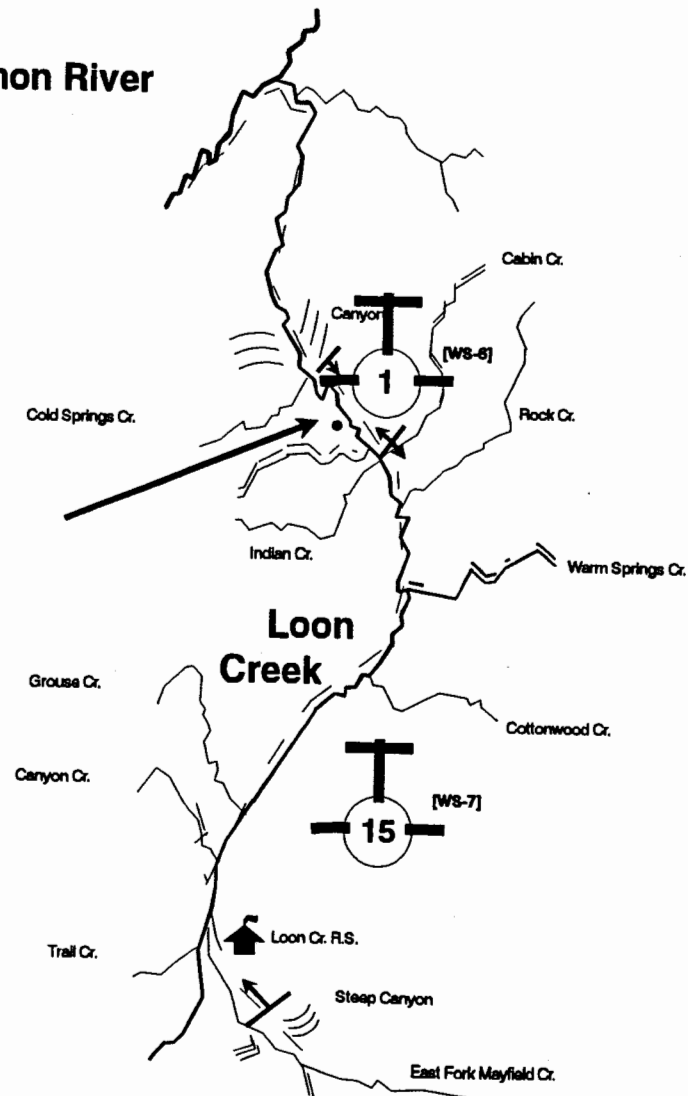 non River
Cabin Cr.
Canyon
[WS-6]
1
Cold Springs Cr.
Rock Cr.
Indian Cr.
Warm Springs Cr.
Loon
Creek
Grouse Cr.
Cottonwood Cr.
Canyon Cr.
[WS-7]
15
Loon Cr. R.S.
Trail Cr.
Steep Canyon
East Fork Mayfield Cr.